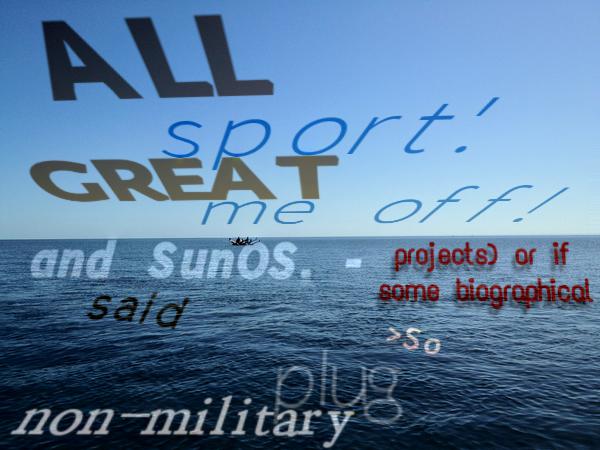 ALL
sport!
GREAT
me off!
and SunOS. -
projects) or if
some biographical
said
>So
plug
non-military